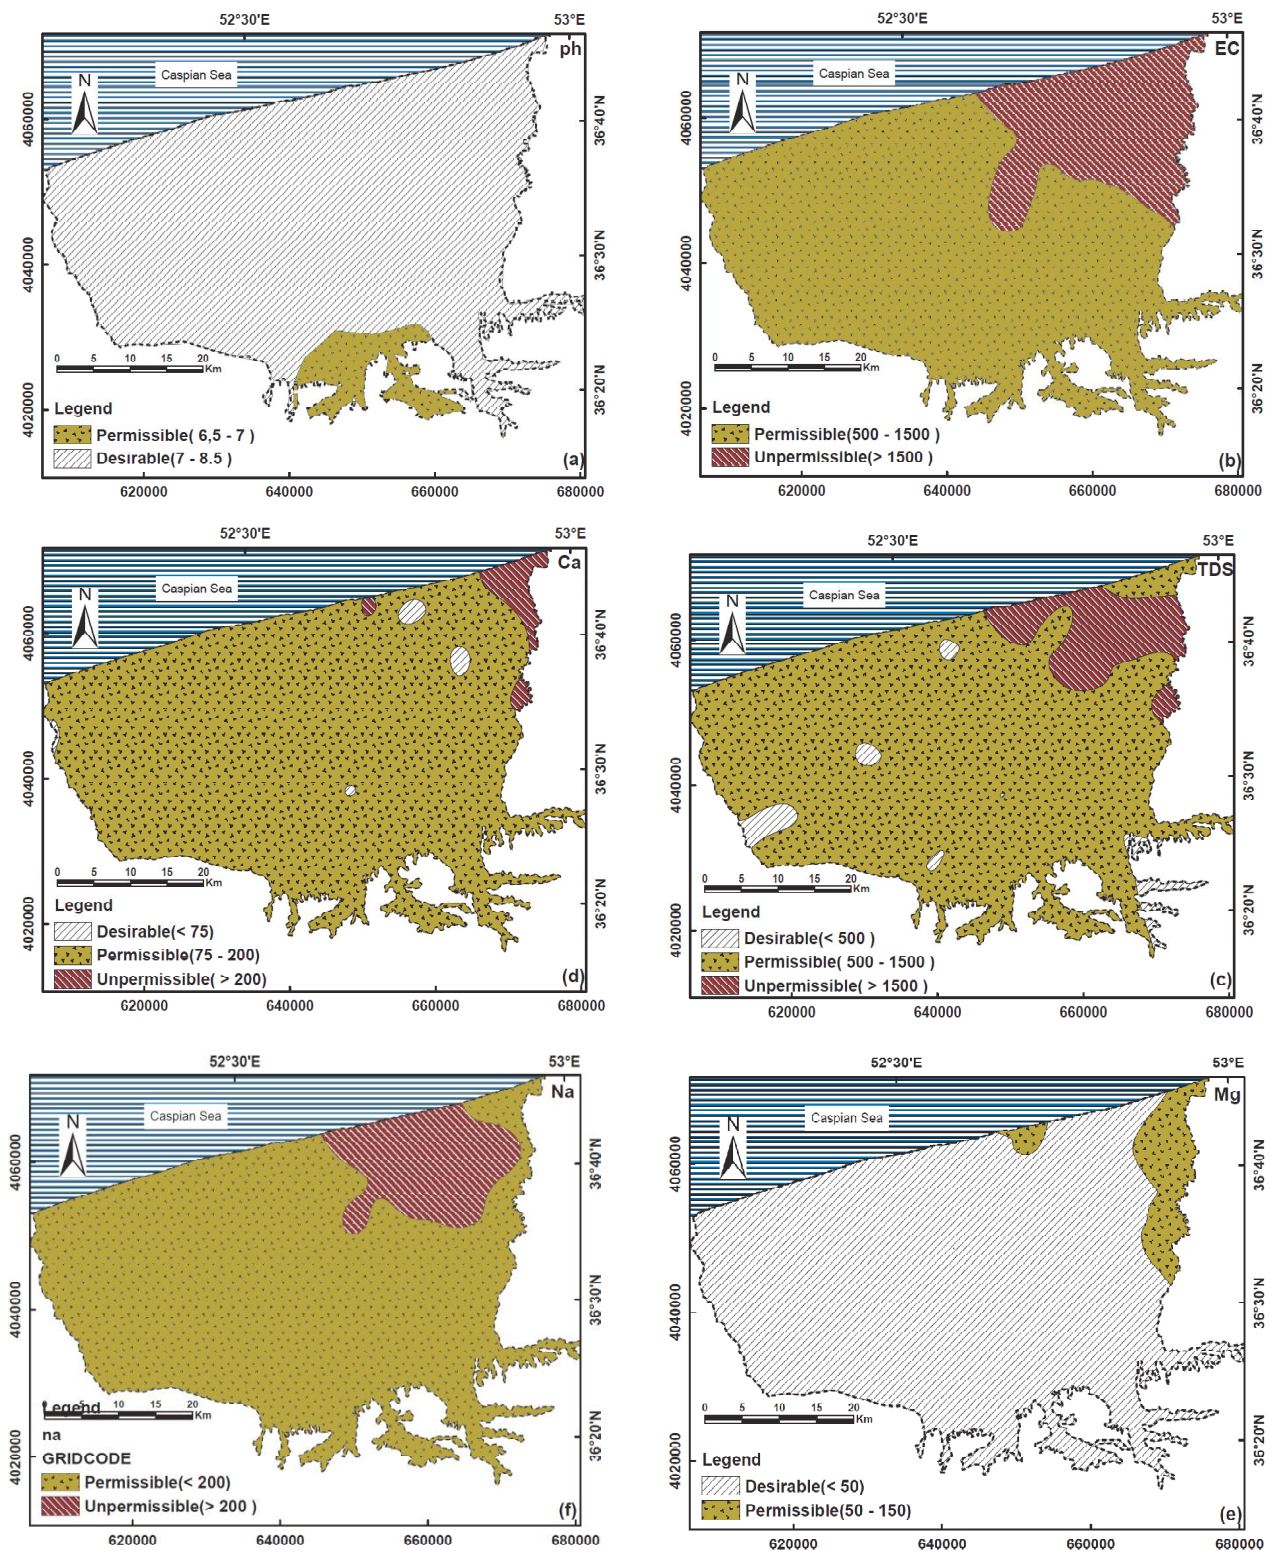 52°30'E 53°E
ph
Caspian Sea
N
4060000
36°40'N
4040000
36°30'N
0 5 10 15 20
Km
4020000
36°20'N
Legend
Permissible( 6,5 - 7 )
Desirable(7 - 8.5 )
(a)
620000 640000 660000 680000
52°30'E 53°E
EC
Caspian Sea
N
4060000
36°40'N
4040000
36°30'N
0 5 10 15 20
Km
4020000
36°20'N
Legend
Permissible(500 - 1500 )
Unpermissible(> 1500 )
(b)
620000 640000 660000 680000
52°30'E 53°E
Ca
Caspian Sea
N
4060000
36°40'N
4040000
36°30'N
0 5 10 15 20
Km
4020000
36°20'N
Legend
Desirable(< 75)
Permissible(75 - 200)
Unpermissible( > 200)
(d)
620000 640000 660000 680000
52°30'E 53°E
TDS
Caspian Sea
N
4060000
36°40'N
4040000
36°30'N
0 5 10 15 20
Km
4020000
36°20'N
Legend
Desirable(< 500 )
Permissible( 500 - 1500 )
Unpermissible( > 1500 )
(c)
620000 640000 660000 680000
52°30'E 53°E
Na
Caspian Sea
N
4060000
36°40'N
4040000
36°30'N
0 5 10 15 20
Km
Legend
4020000
36°20'N
na
GRIDCODE
Permissible(< 200)
Unpermissible(> 200 )
(f)
620000 640000 660000 680000
52°30'E 53°E
Mg
Caspian Sea
N
4060000
36°40'N
4040000
36°30'N
0 5 10 15 20
Km
4020000
36°20'N
Legend
Desirable(< 50)
Permissible(50 - 150)
(e)
620000 640000 660000 680000